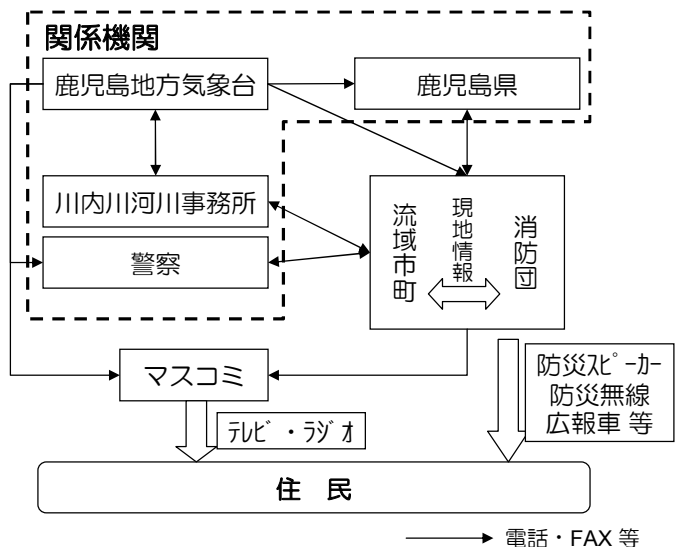 関係機関
鹿児島地方気象台
鹿児島県
川内川河川事務所
警察
流域市町
現地情報
消防団
マスコミ
防災ｽﾋﾟｰｶｰ
防災無線
広報車 等
ﾃﾚﾋﾞ・ﾗｼﾞｵ
住 民
電話・FAX 等